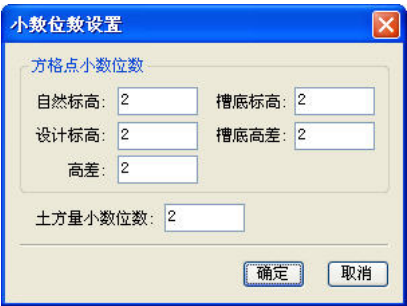 小数位数设置
方格点小数位数
自然标高: 2 槽底标高: 2
设计标高: 2 槽底高差: 2
高差: 2
土方量小数位数: 2
确定 取消